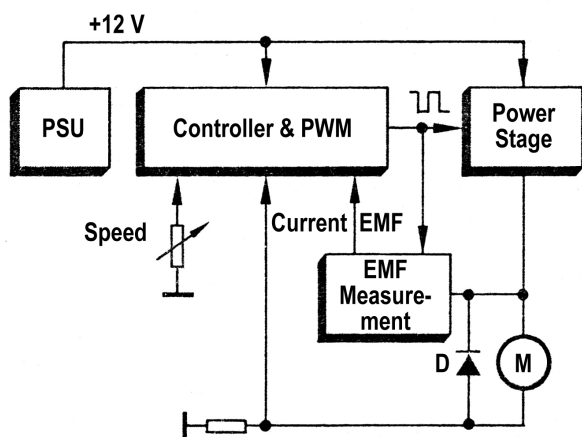 +12 V
PSU
Controller & PWM
Power
Stage
Speed
Current
EMF
EMF
Measure-
ment
D
M